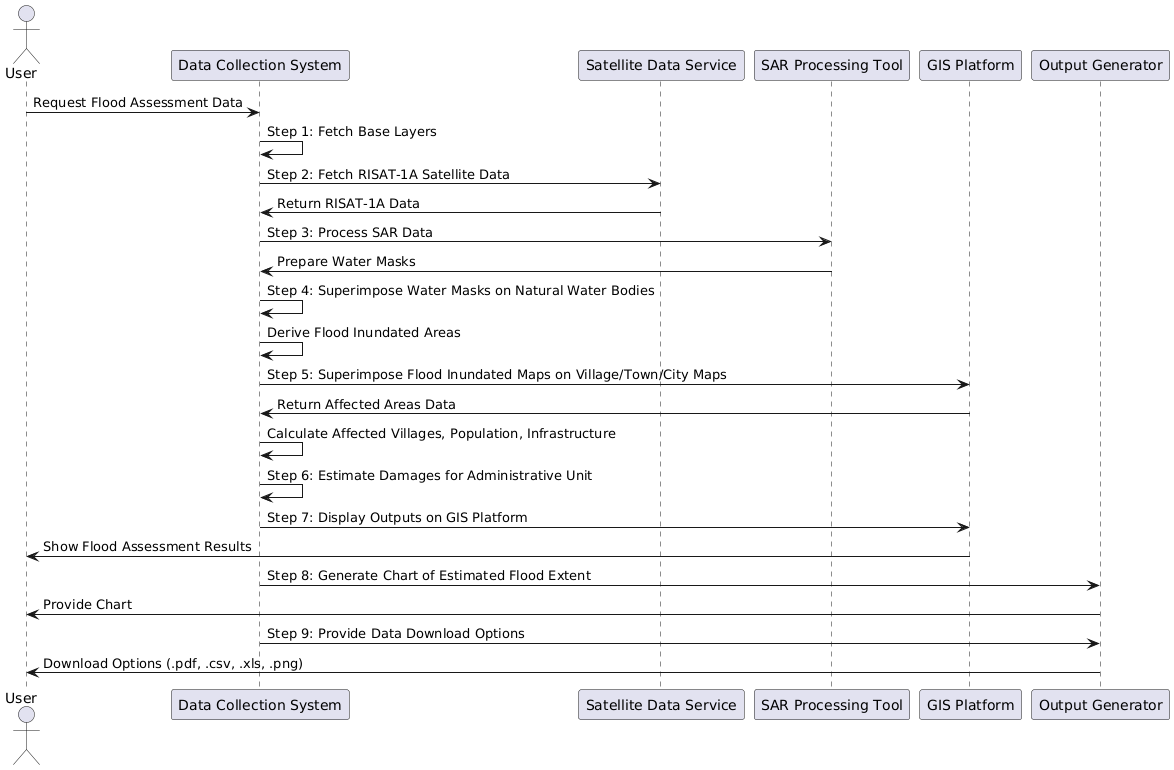 User
Data Collection System
Satellite Data Service
SAR Processing Tool
GIS Platform
Output Generator
Request Flood Assessment Data
Step 1: Fetch Base Layers
Step 2: Fetch RISAT-1A Satellite Data
Return RISAT-1A Data
Step 3: Process SAR Data
Prepare Water Masks
Step 4: Superimpose Water Masks on Natural Water Bodies
Derive Flood Inundated Areas
Step 5: Superimpose Flood Inundated Maps on Village/Town/City Maps
Return Affected Areas Data
Calculate Affected Villages, Population, Infrastructure
Step 6: Estimate Damages for Administrative Unit
Step 7: Display Outputs on GIS Platform
Show Flood Assessment Results
Step 8: Generate Chart of Estimated Flood Extent
Provide Chart
Step 9: Provide Data Download Options
Download Options (.pdf, .csv, .xls, .png)
User
Data Collection System
Satellite Data Service
SAR Processing Tool
GIS Platform
Output Generator